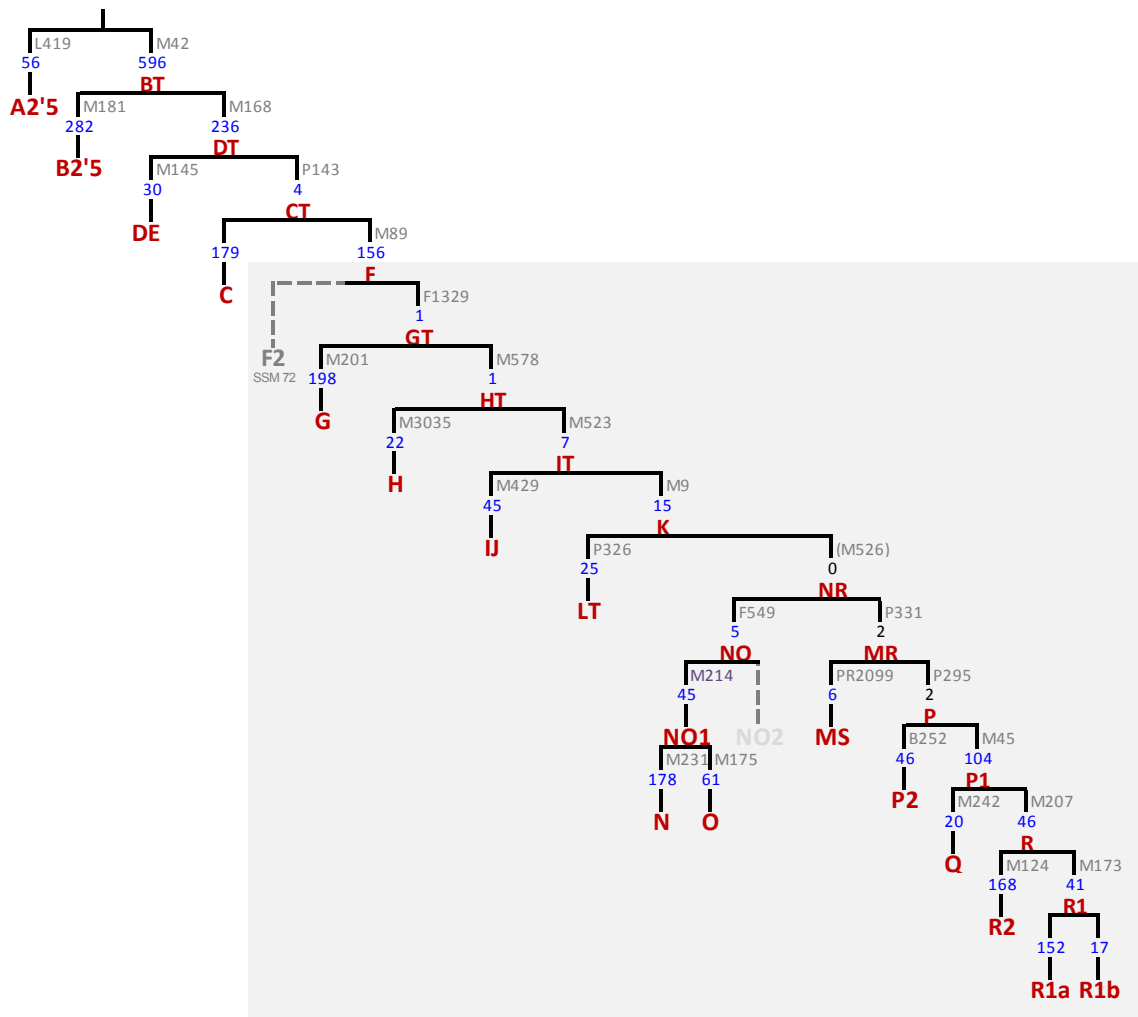 L419 M42
56 596
BT
A2'5 M181 M168
282 236
DT
B2'5 M145 P143
30 4
CT
DE M89
179 156
F
C F1329
1
GT
F2 M201 M578
SSM 72 198 1
HT
G M3035 M523
22 7
IT
H M429 M9
45 15
K
IJ P326 (M526)
25 0
NR
LT F549 P331
5 2
NO MR
M214 PR2099 P295
45 6 2
P
NO1 NO2 MS B252 M45
M231 M175 46 104
178 61 P1
P2 M242 M207
N O 20 46
R
Q M124 M173
168 41
R1
R2
152 17
R1a R1b